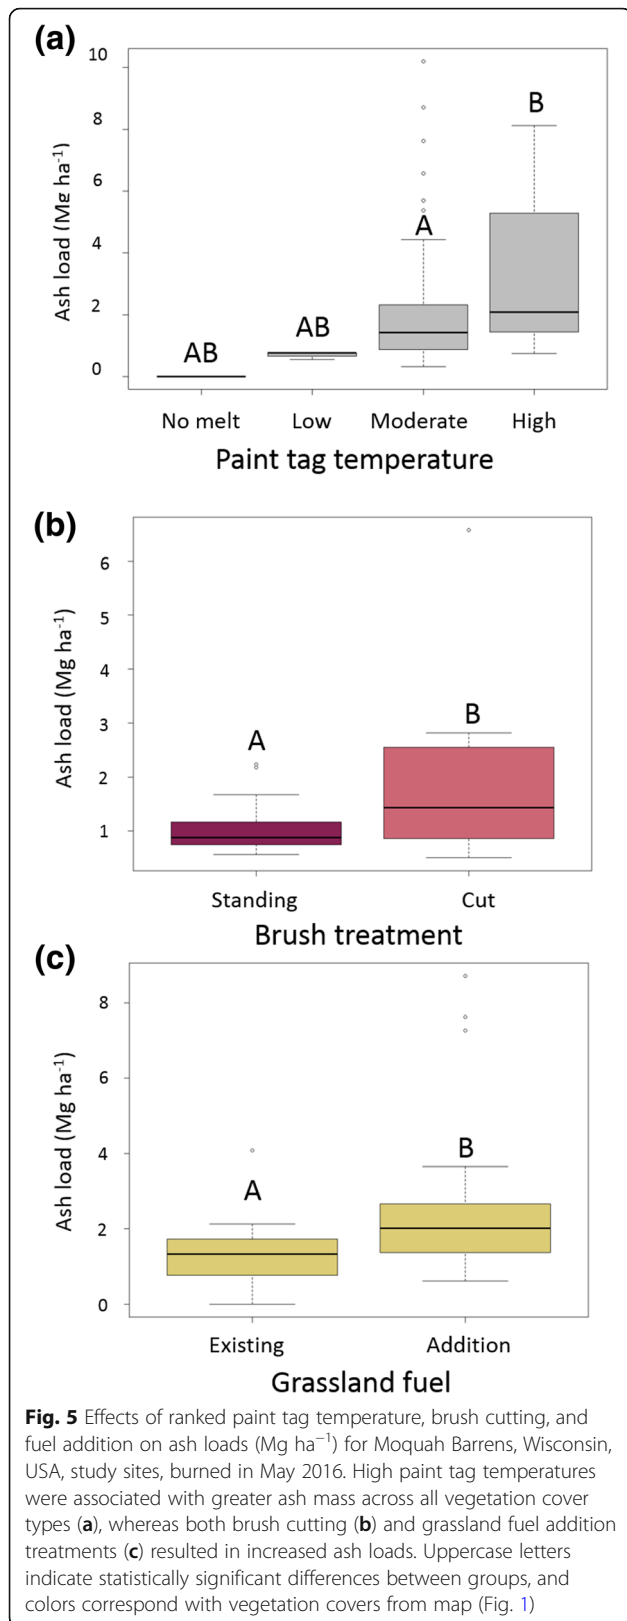 (a)
10
8
6
4
2
0
Ash load (Mg ha⁻¹)
AB
AB
A
B
No melt Low Moderate High
Paint tag temperature
(b)
6
5
4
3
2
1
Ash load (Mg ha⁻¹)
A
B
Standing Cut
Brush treatment
(c)
8
6
4
2
0
Ash load (Mg ha⁻¹)
A
B
Existing Addition
Grassland fuel
Fig. 5 Effects of ranked paint tag temperature, brush cutting, and
fuel addition on ash loads (Mg ha⁻¹) for Moquah Barrens, Wisconsin,
USA, study sites, burned in May 2016. High paint tag temperatures
were associated with greater ash mass across all vegetation cover
types (a), whereas both brush cutting (b) and grassland fuel addition
treatments (c) resulted in increased ash loads. Uppercase letters
indicate statistically significant differences between groups, and
colors correspond with vegetation covers from map (Fig. 1)